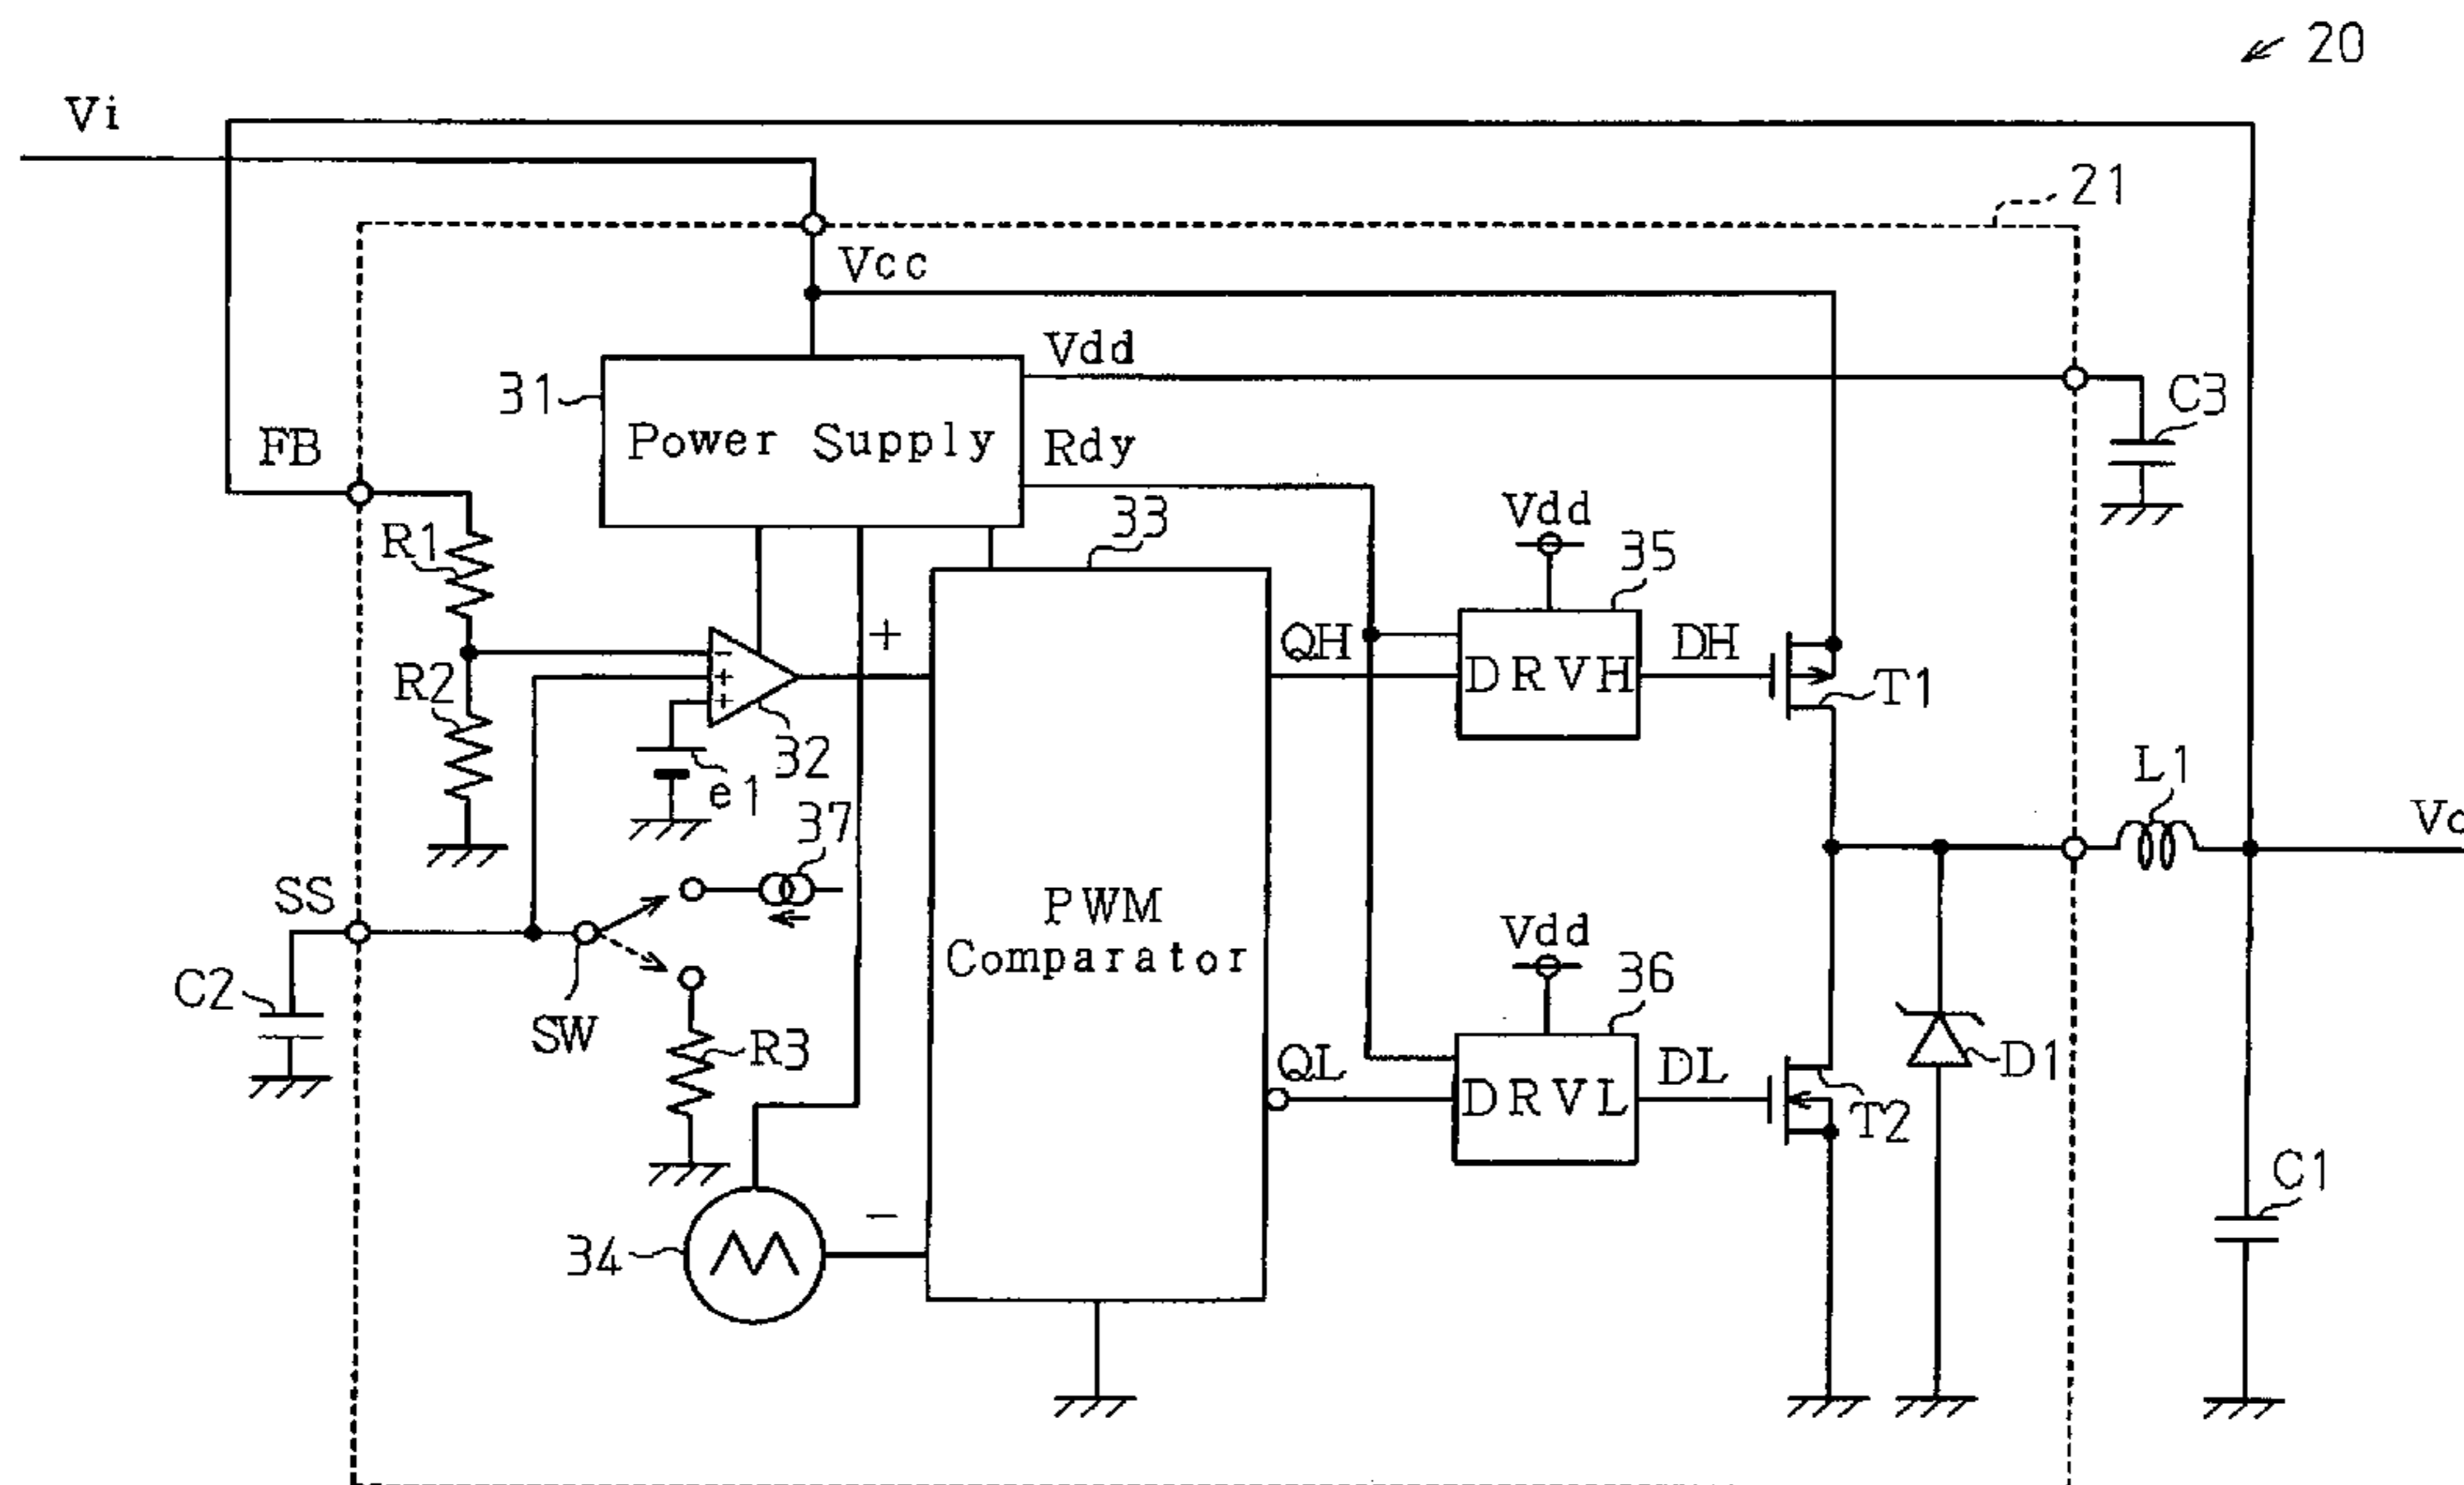 20
Vi
21
Vcc
Vdd
31
C3
Power Supply
FB
Rdy
33
Vdd
R1
35
+
QH
DH
DRVH
R2
-
+
+
T1
32
e1
L1
37
Vo
SS
PWM
Comparator
Vdd
36
C2
SW
R3
QL
DL
D1
DRVL
T2
C1
-
34